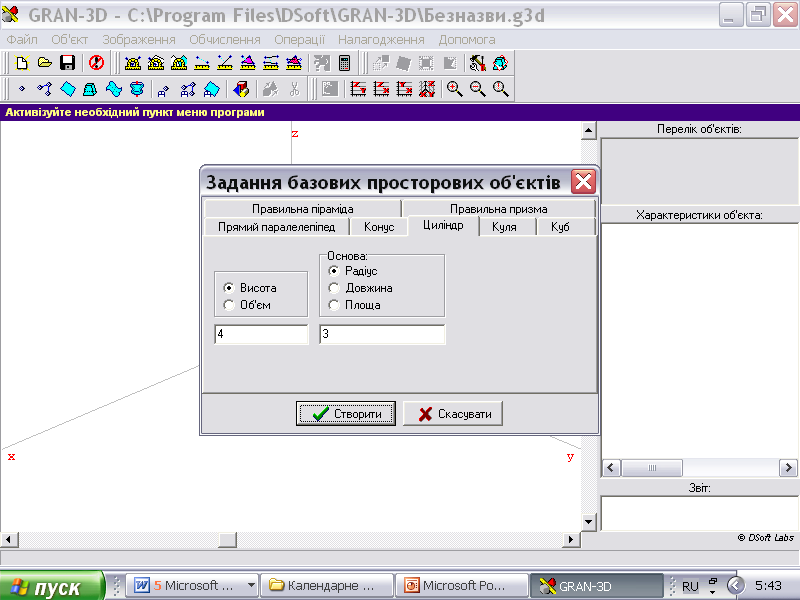 GRAN-3D - C:\Program Files\DSoft\GRAN-3D\Безназви.g3d
Файл Об'єкт Зображення Обчислення Операції Налагодження Допомога
Активізуйте необхідний пункт меню програми
z
Перелік об'єктів:
Задання базових просторових об'єктів
Правильна піраміда Правильна призма
Прямий паралелепіпед Конус Циліндр Куля Куб
Характеристики об'єкта:
Основа:
Радіус
Висота Довжина
Об'єм Площа
4 3
Створити Скасувати
x y
Звіт:
© DSoft Labs
пуск 5 Microsoft ... Календарне ... Microsoft Po... GRAN-3D RU 5:43